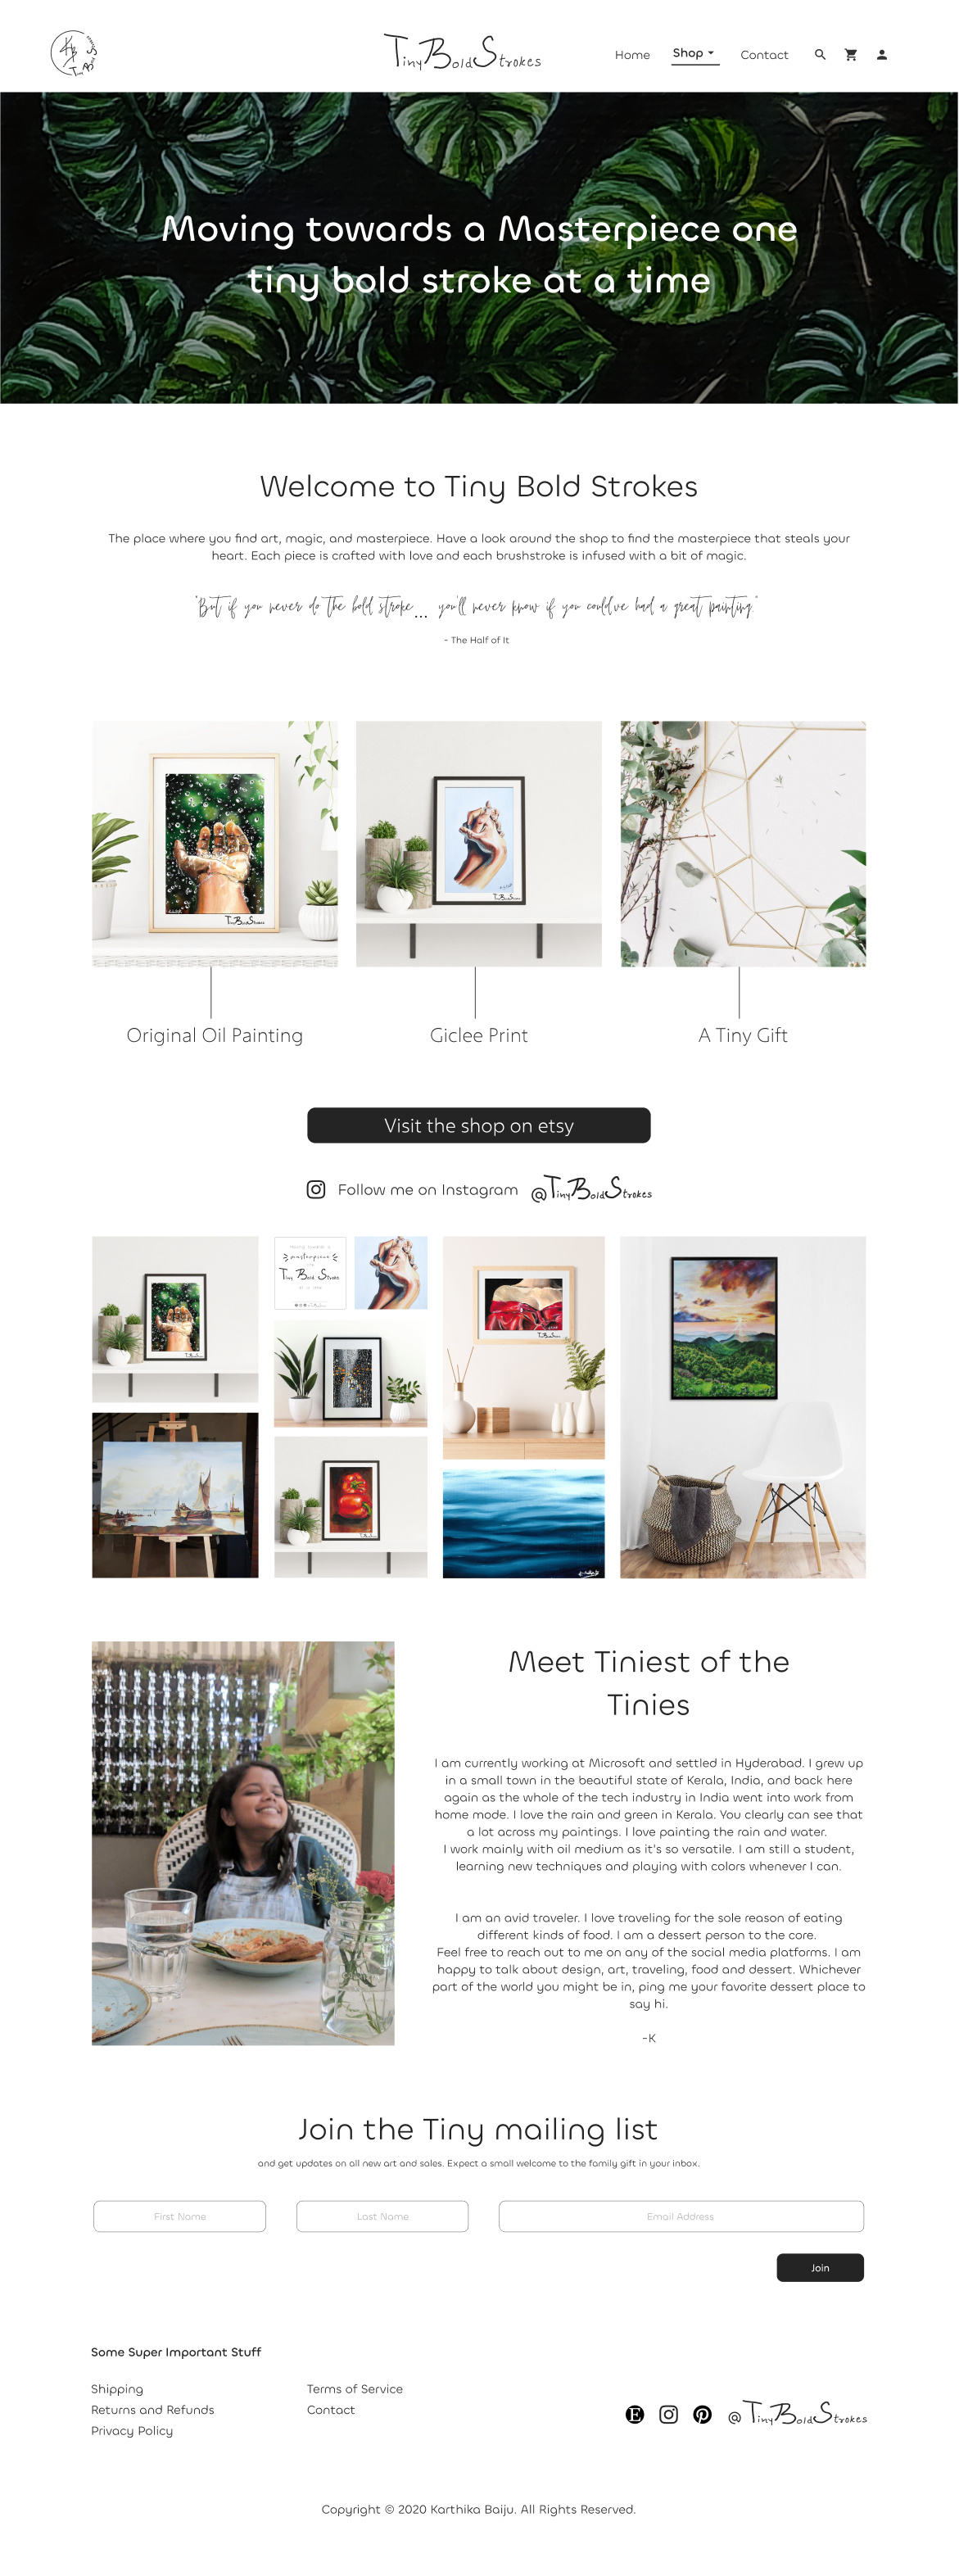 TinyBoldStrokes
Home
Shop
Contact
Moving towards a Masterpiece one
tiny bold stroke at a time
Welcome to Tiny Bold Strokes
The place where you find art, magic, and masterpiece. Have a look around the shop to find the masterpiece that steals your
heart. Each piece is crafted with love and each brushstroke is infused with a bit of magic.
"But if you never do the bold stroke... you'll never know if you could've had a great painting."
- The Half of It
TinyBoldStrokes
TinyBoldStrokes
Original Oil Painting
Giclee Print
A Tiny Gift
Visit the shop on etsy
Follow me on Instagram @TinyBoldStrokes
Moving towards a
masterpiece
Tiny Bold Stroke
Meet Tiniest of the
Tinies
I am currently working at Microsoft and settled in Hyderabad. I grew up
in a small town in the beautiful state of Kerala, India, and back here
again as the whole of the tech industry in India went into work from
home mode. I love the rain and green in Kerala. You clearly can see that
a lot across my paintings. I love painting the rain and water.
I work mainly with oil medium as it's so versatile. I am still a student,
learning new techniques and playing with colors whenever I can.
I am an avid traveler. I love traveling for the sole reason of eating
different kinds of food. I am a dessert person to the core.
Feel free to reach out to me on any of the social media platforms. I am
happy to talk about design, art, traveling, food and dessert. Whichever
part of the world you might be in, ping me your favorite dessert place to
say hi.
-K
Join the Tiny mailing list
and get updates on all new art and sales. Expect a small welcome to the family gift in your inbox.
First Name
Last Name
Email Address
Join
Some Super Important Stuff
Shipping
Returns and Refunds
Privacy Policy
Terms of Service
Contact
@TinyBoldStrokes
Copyright © 2020 Karthika Baiju. All Rights Reserved.